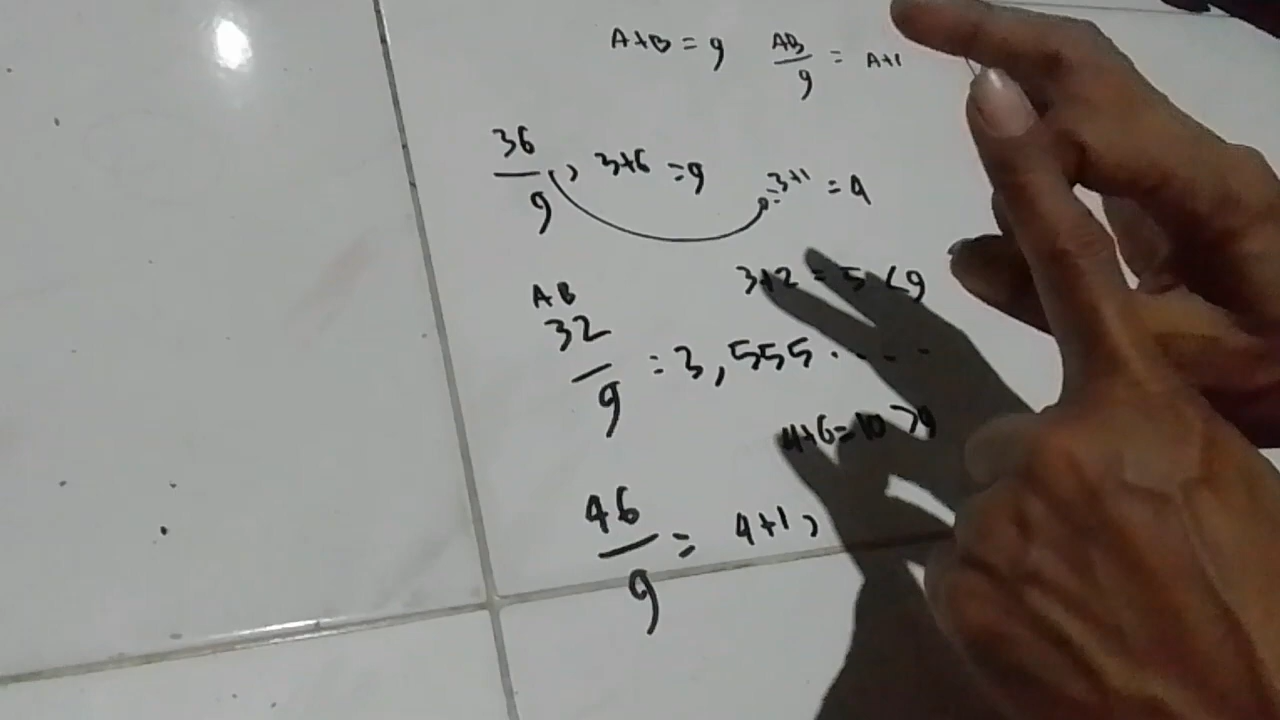 A+B = 9 AB/9 = A+1
36/9 , 3+6 = 9 = 3+1 = 4
3+2 = 5 < 9
A B
32/9 = 3,555....
4+6=10 >9
46/9 = 4+1,